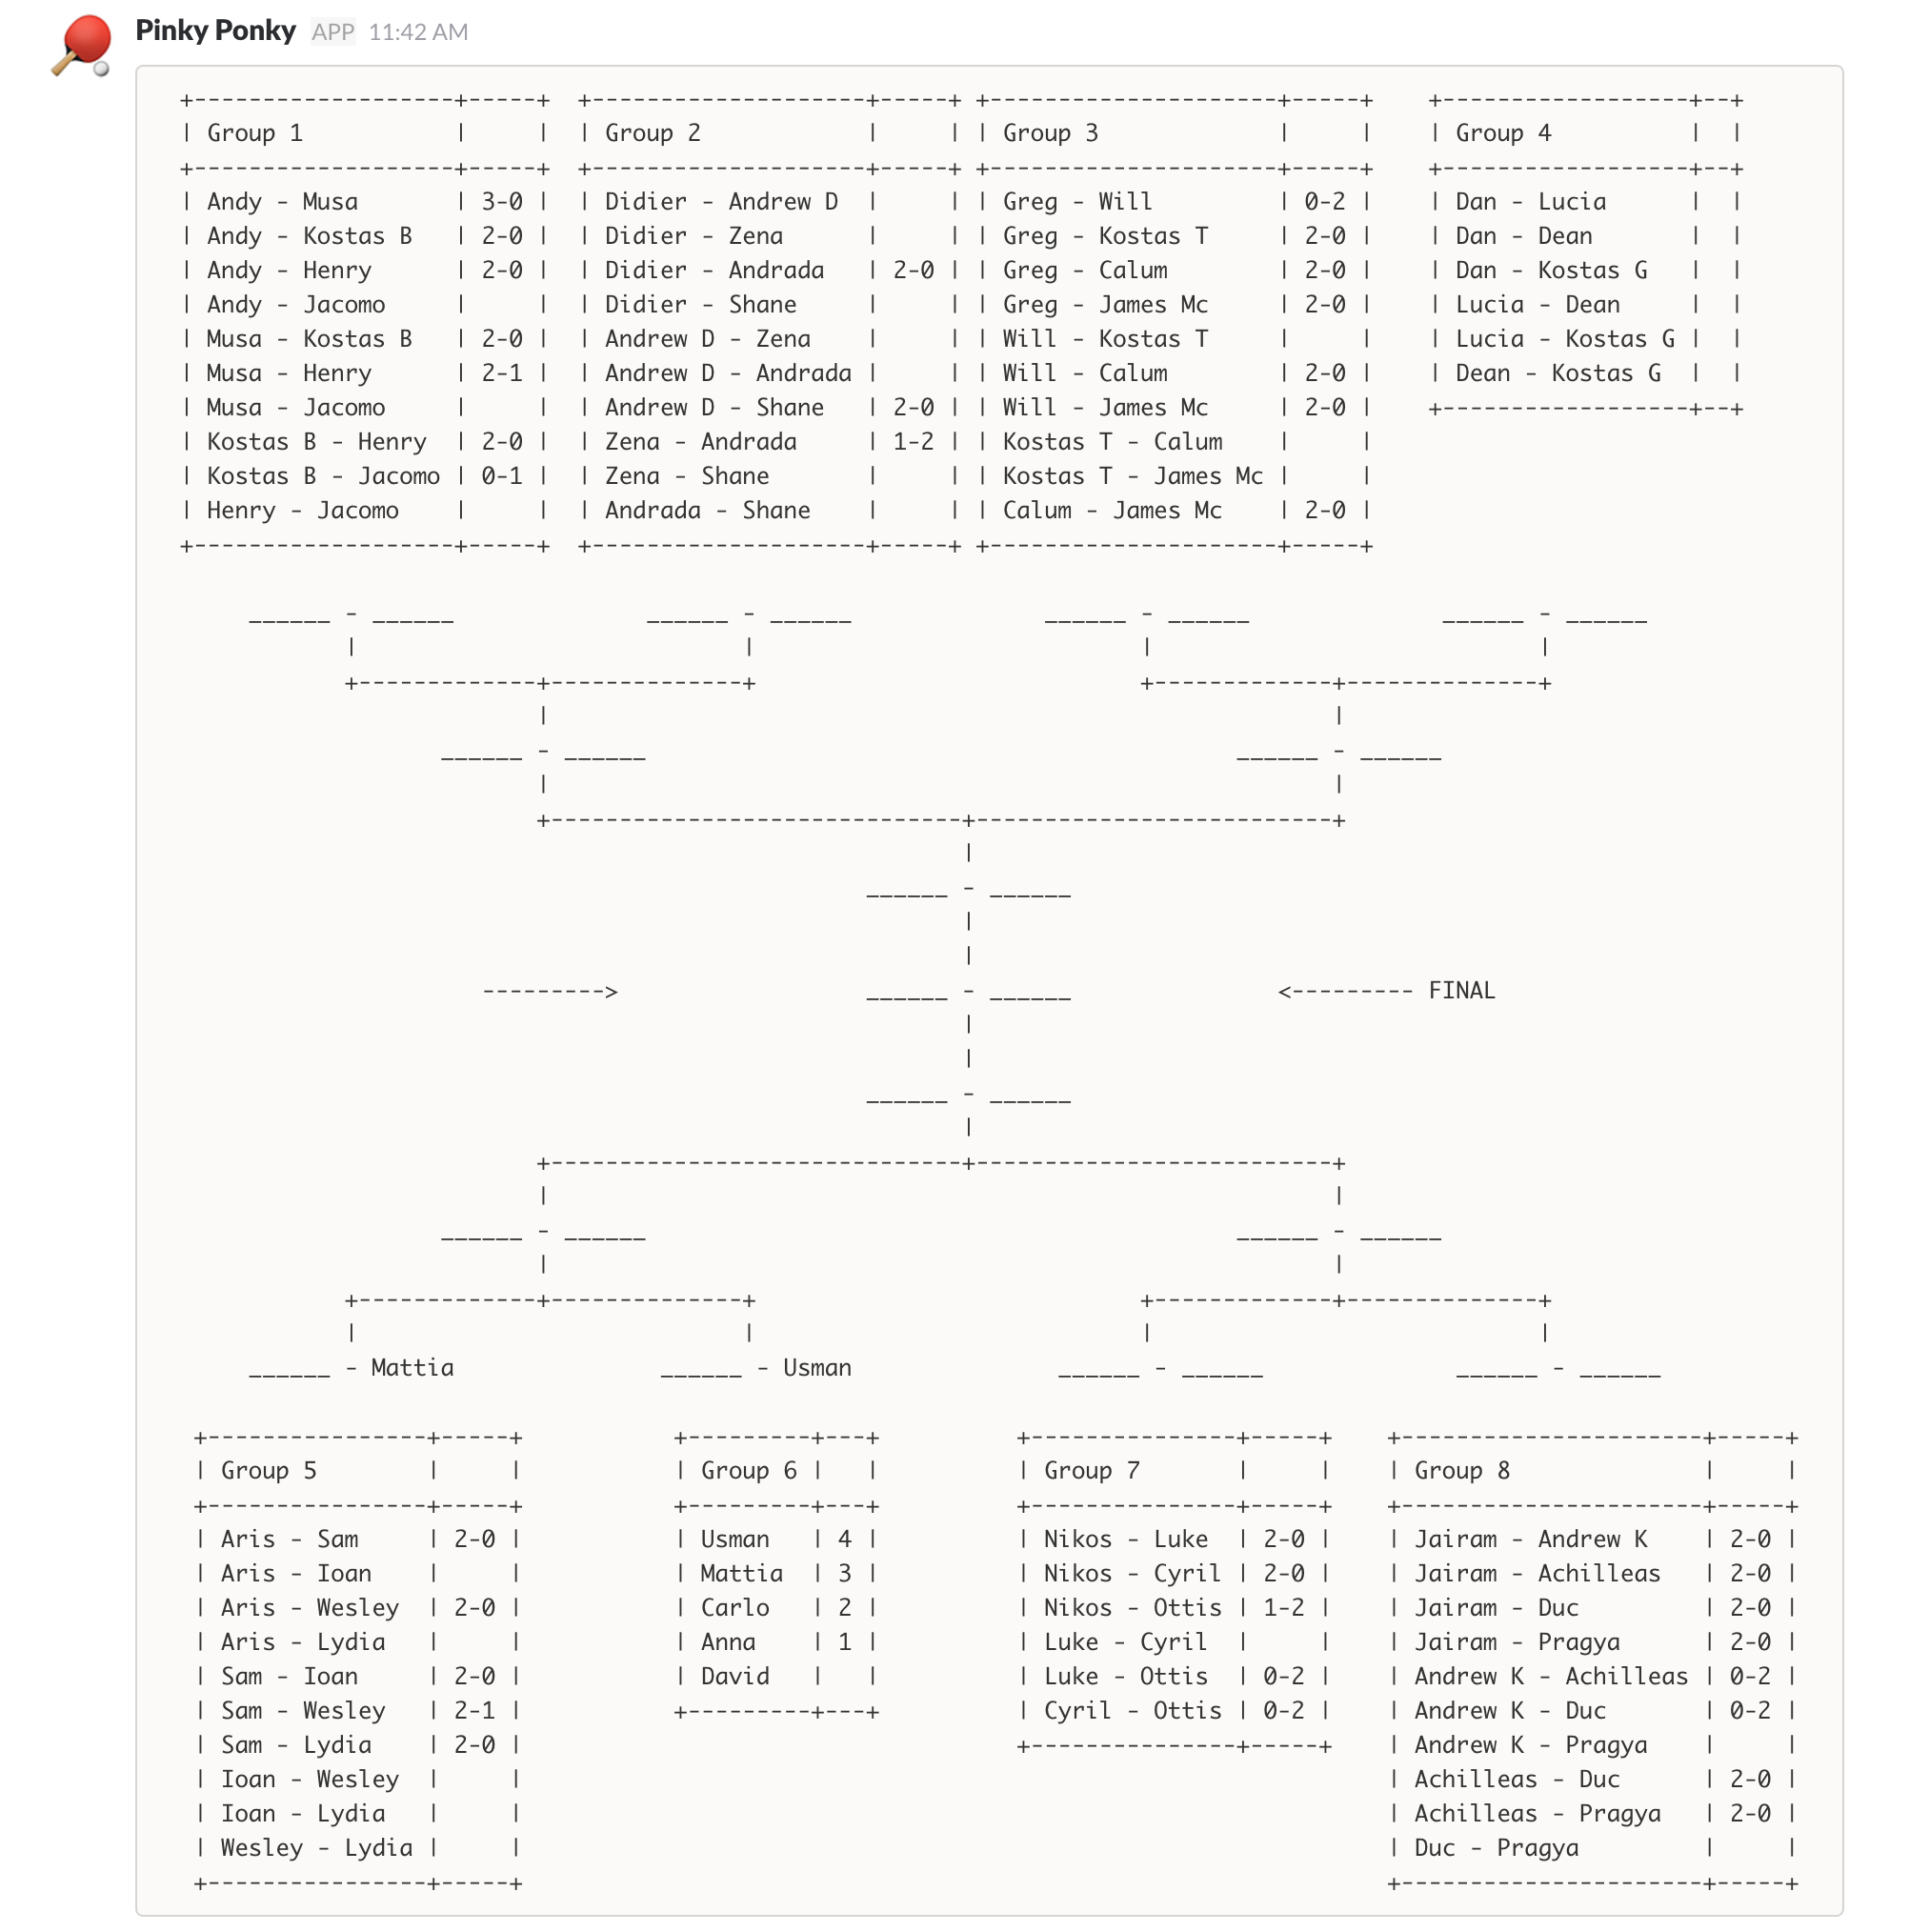 Pinky Ponky APP 11:42 AM
+-------------------+-----+  +--------------------+-----+ +---------------------+-----+    +------------------+--+
| Group 1           |     |  | Group 2            |     | | Group 3             |     |    | Group 4          |  |
+-------------------+-----+  +--------------------+-----+ +---------------------+-----+    +------------------+--+
| Andy - Musa       | 3-0 |  | Didier - Andrew D  |     | | Greg - Will         | 0-2 |    | Dan - Lucia      |  |
| Andy - Kostas B   | 2-0 |  | Didier - Zena      |     | | Greg - Kostas T     | 2-0 |    | Dan - Dean       |  |
| Andy - Henry      | 2-0 |  | Didier - Andrada   | 2-0 | | Greg - Calum        | 2-0 |    | Dan - Kostas G   |  |
| Andy - Jacomo     |     |  | Didier - Shane     |     | | Greg - James Mc     | 2-0 |    | Lucia - Dean     |  |
| Musa - Kostas B   | 2-0 |  | Andrew D - Zena    |     | | Will - Kostas T     |     |    | Lucia - Kostas G |  |
| Musa - Henry      | 2-1 |  | Andrew D - Andrada |     | | Will - Calum        | 2-0 |    | Dean - Kostas G  |  |
| Musa - Jacomo     |     |  | Andrew D - Shane   | 2-0 | | Will - James Mc     | 2-0 |    +------------------+--+
| Kostas B - Henry  | 2-0 |  | Zena - Andrada     | 1-2 | | Kostas T - Calum    |     |
| Kostas B - Jacomo | 0-1 |  | Zena - Shane       |     | | Kostas T - James Mc |     |
| Henry - Jacomo    |     |  | Andrada - Shane    |     | | Calum - James Mc    | 2-0 |
+-------------------+-----+  +--------------------+-----+ +---------------------+-----+
______ - ______              ______ - ______              ______ - ______              ______ - ______
______ - ______              ______ - ______
______ - ______
--------->                  ______ - ______               <--------- FINAL
______ - ______
______ - ______              ______ - ______
______ - Mattia               ______ - Usman               ______ - ______              ______ - ______
+----------------+-----+           +---------+---+          +---------------+-----+    +----------------------+-----+
| Group 5        |     |           | Group 6 |   |          | Group 7       |     |    | Group 8              |     |
+----------------+-----+           +---------+---+          +---------------+-----+    +----------------------+-----+
| Aris - Sam     | 2-0 |           | Usman   | 4 |          | Nikos - Luke  | 2-0 |    | Jairam - Andrew K    | 2-0 |
| Aris - Ioan    |     |           | Mattia  | 3 |          | Nikos - Cyril | 2-0 |    | Jairam - Achilleas   | 2-0 |
| Aris - Wesley  | 2-0 |           | Carlo   | 2 |          | Nikos - Ottis | 1-2 |    | Jairam - Duc         | 2-0 |
| Aris - Lydia   |     |           | Anna    | 1 |          | Luke - Cyril  |     |    | Jairam - Pragya      | 2-0 |
| Sam - Ioan     | 2-0 |           | David   |   |          | Luke - Ottis  | 0-2 |    | Andrew K - Achilleas | 0-2 |
| Sam - Wesley   | 2-1 |           +---------+---+          | Cyril - Ottis | 0-2 |    | Andrew K - Duc       | 0-2 |
| Sam - Lydia    | 2-0 |                                    +---------------+-----+    | Andrew K - Pragya    |     |
| Ioan - Wesley  |     |                                                               | Achilleas - Duc      | 2-0 |
| Ioan - Lydia   |     |                                                               | Achilleas - Pragya   | 2-0 |
| Wesley - Lydia |     |                                                               | Duc - Pragya         |     |
+----------------+-----+                                                               +----------------------+-----+